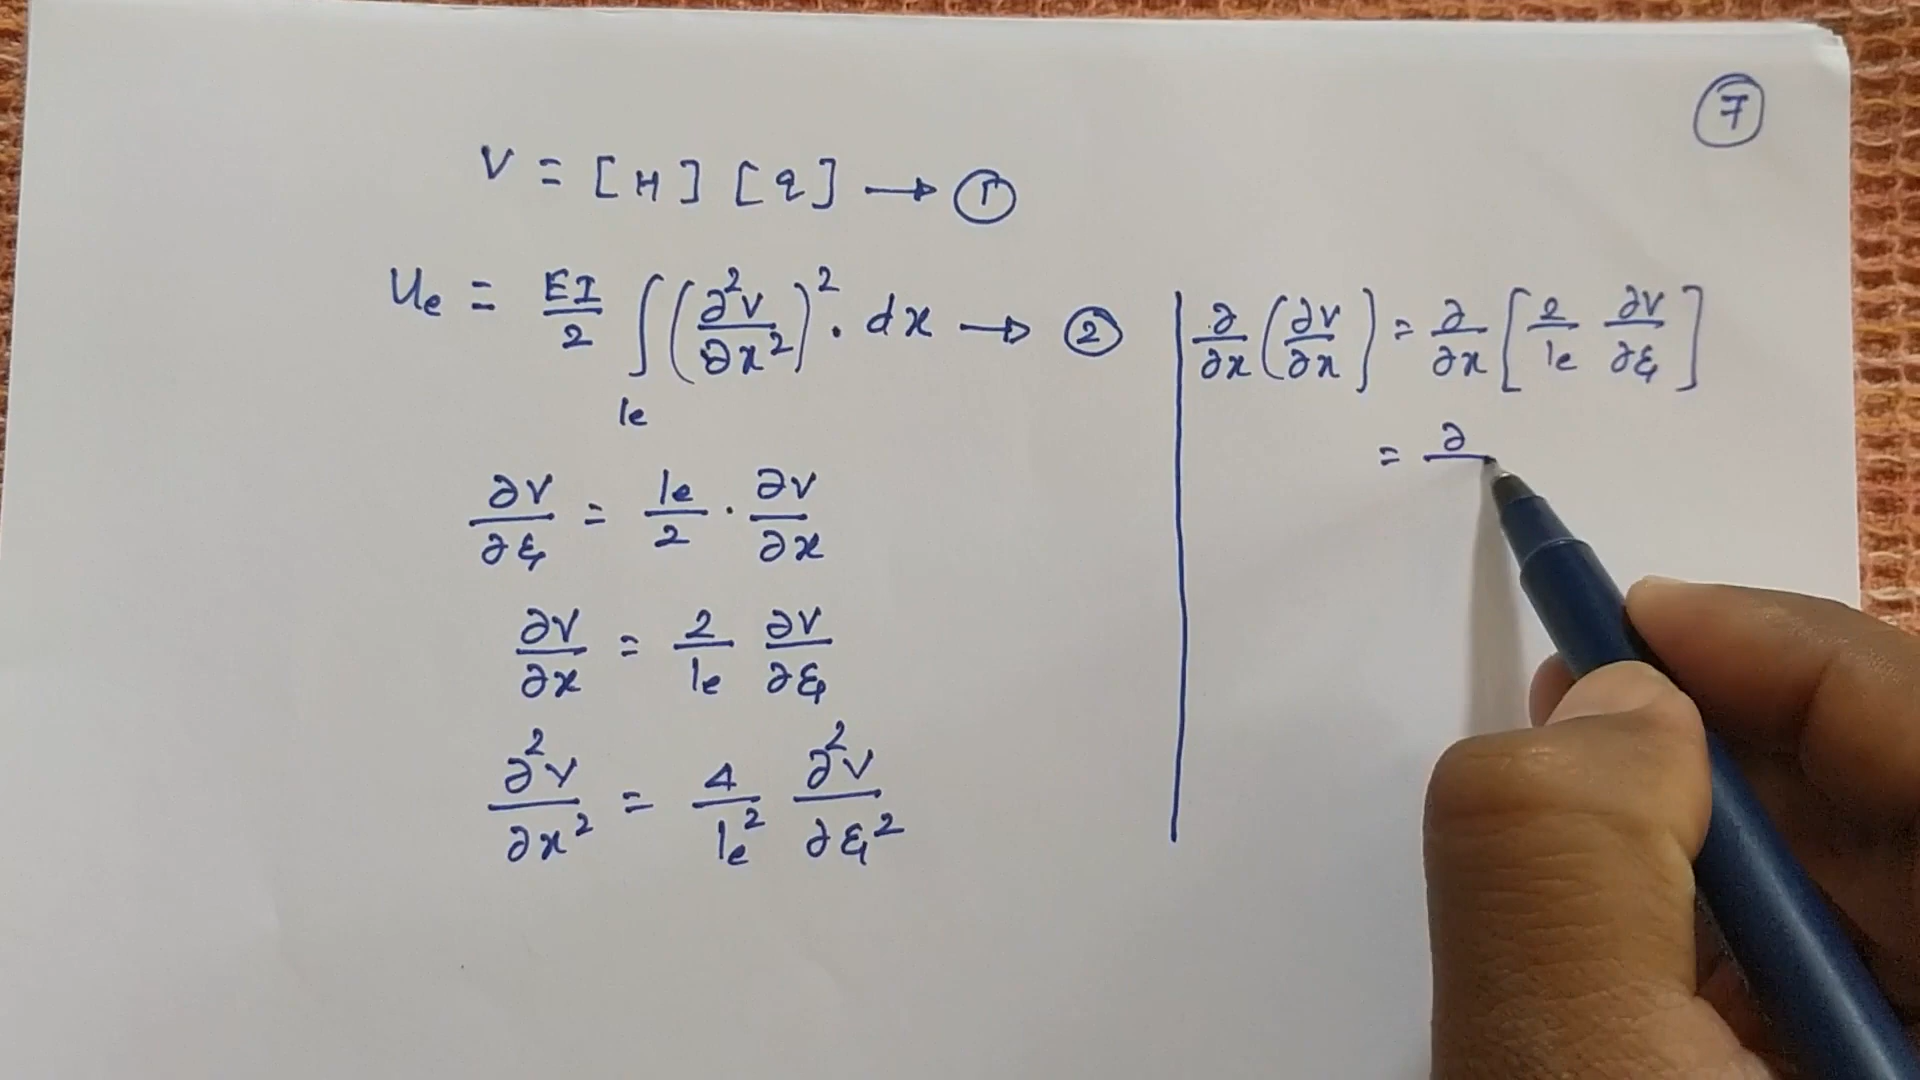 7
V = [H] [q] → 1
Ue = EI/2 ∫le (∂²V/∂x²)² · dx → 2
∂V/∂ξ = le/2 · ∂V/∂x
∂V/∂x = 2/le ∂V/∂ξ
∂²V/∂x² = 4/le² ∂²V/∂ξ²
∂/∂x (∂V/∂x) = ∂/∂x [2/le ∂V/∂ξ]
= ∂